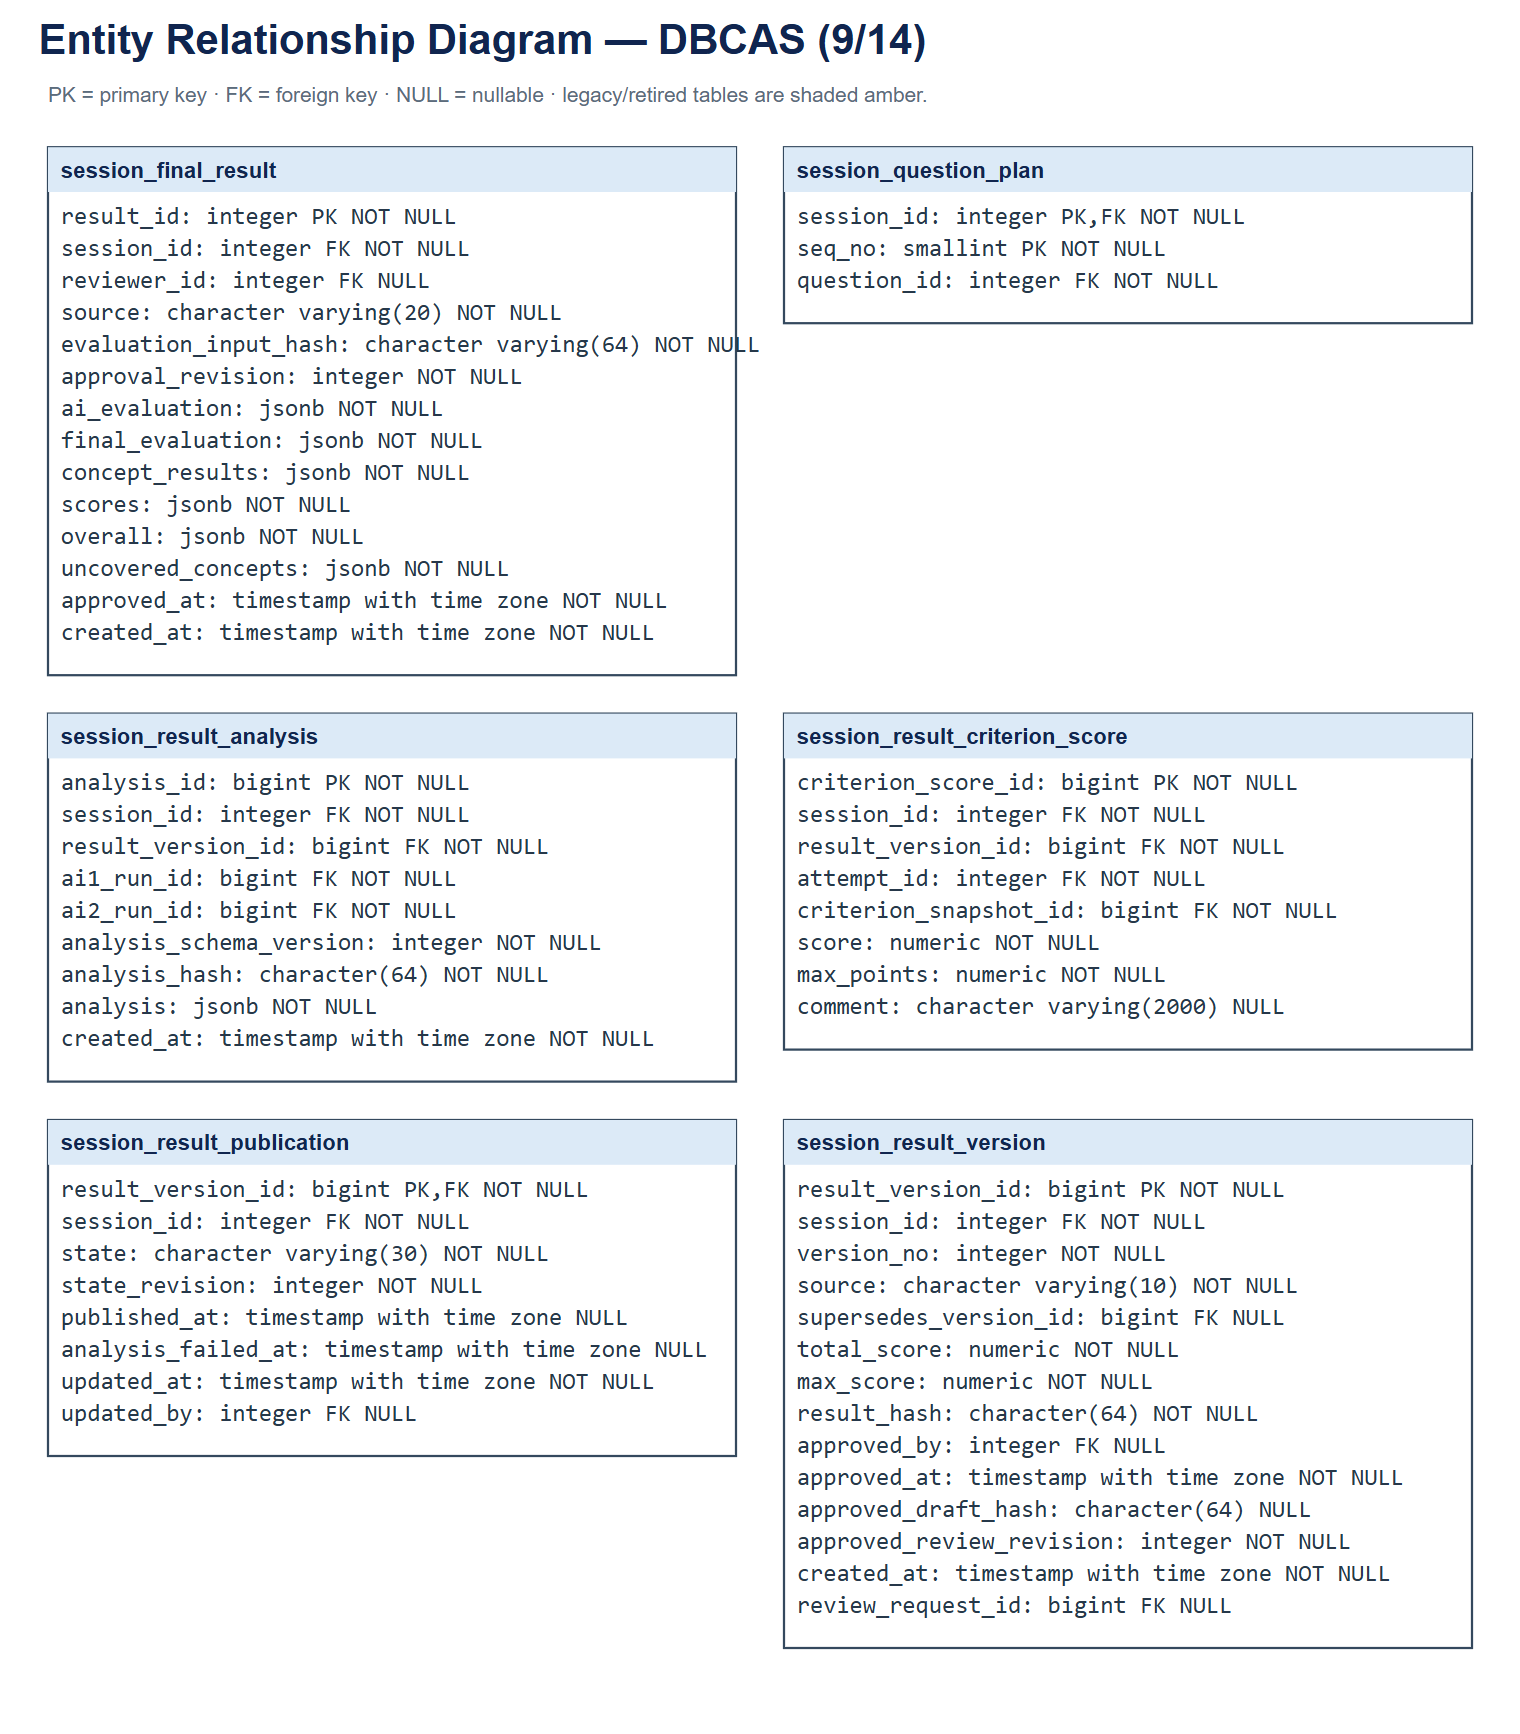 Entity Relationship Diagram — DBCAS (9/14)
PK = primary key · FK = foreign key · NULL = nullable · legacy/retired tables are shaded amber.
session_final_result
result_id: integer PK NOT NULL
session_id: integer FK NOT NULL
reviewer_id: integer FK NULL
source: character varying(20) NOT NULL
evaluation_input_hash: character varying(64) NOT NULL
approval_revision: integer NOT NULL
ai_evaluation: jsonb NOT NULL
final_evaluation: jsonb NOT NULL
concept_results: jsonb NOT NULL
scores: jsonb NOT NULL
overall: jsonb NOT NULL
uncovered_concepts: jsonb NOT NULL
approved_at: timestamp with time zone NOT NULL
created_at: timestamp with time zone NOT NULL
session_question_plan
session_id: integer PK,FK NOT NULL
seq_no: smallint PK NOT NULL
question_id: integer FK NOT NULL
session_result_analysis
analysis_id: bigint PK NOT NULL
session_id: integer FK NOT NULL
result_version_id: bigint FK NOT NULL
ai1_run_id: bigint FK NOT NULL
ai2_run_id: bigint FK NOT NULL
analysis_schema_version: integer NOT NULL
analysis_hash: character(64) NOT NULL
analysis: jsonb NOT NULL
created_at: timestamp with time zone NOT NULL
session_result_criterion_score
criterion_score_id: bigint PK NOT NULL
session_id: integer FK NOT NULL
result_version_id: bigint FK NOT NULL
attempt_id: integer FK NOT NULL
criterion_snapshot_id: bigint FK NOT NULL
score: numeric NOT NULL
max_points: numeric NOT NULL
comment: character varying(2000) NULL
session_result_publication
result_version_id: bigint PK,FK NOT NULL
session_id: integer FK NOT NULL
state: character varying(30) NOT NULL
state_revision: integer NOT NULL
published_at: timestamp with time zone NULL
analysis_failed_at: timestamp with time zone NULL
updated_at: timestamp with time zone NOT NULL
updated_by: integer FK NULL
session_result_version
result_version_id: bigint PK NOT NULL
session_id: integer FK NOT NULL
version_no: integer NOT NULL
source: character varying(10) NOT NULL
supersedes_version_id: bigint FK NULL
total_score: numeric NOT NULL
max_score: numeric NOT NULL
result_hash: character(64) NOT NULL
approved_by: integer FK NULL
approved_at: timestamp with time zone NOT NULL
approved_draft_hash: character(64) NULL
approved_review_revision: integer NOT NULL
created_at: timestamp with time zone NOT NULL
review_request_id: bigint FK NULL